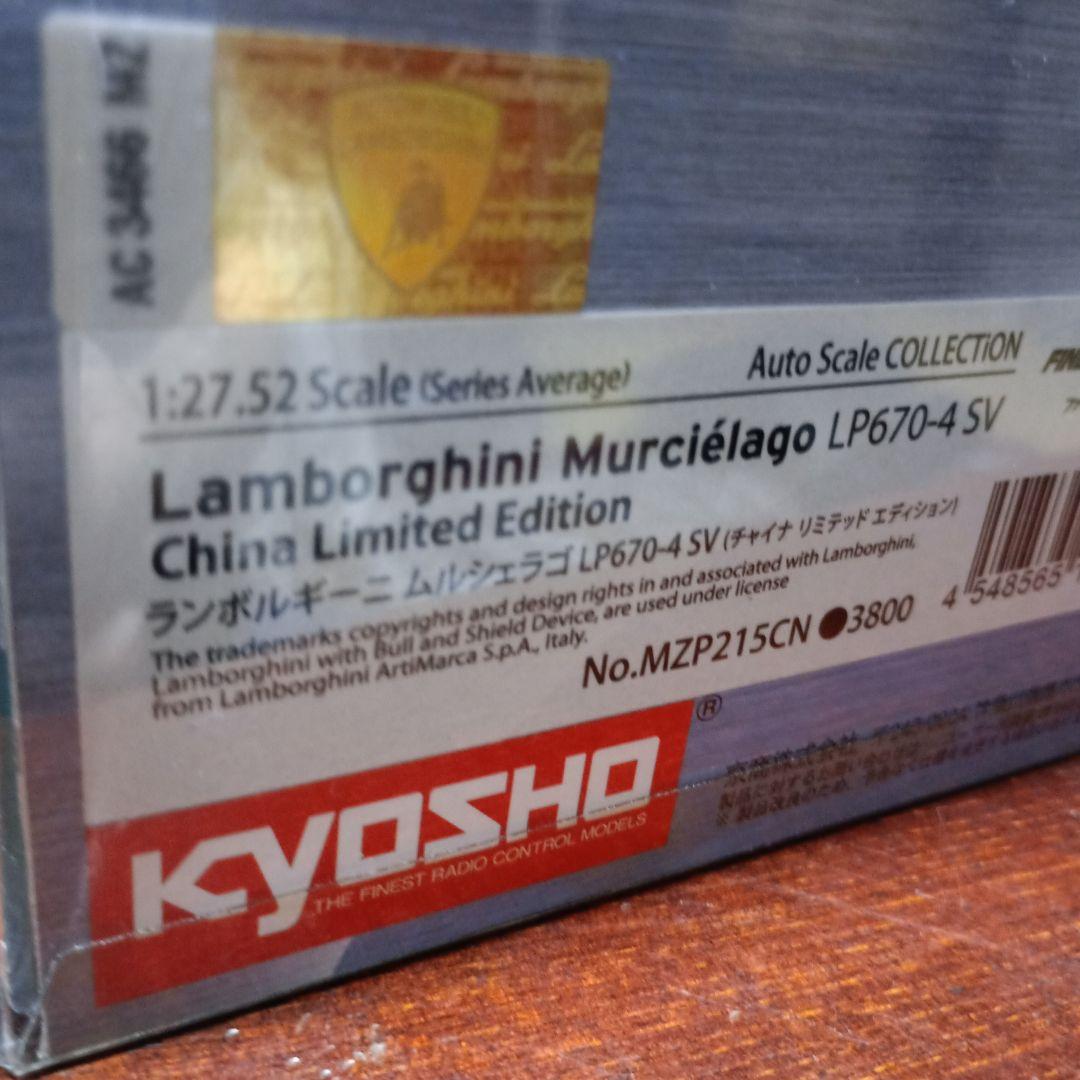 AC 3466 MZ
1:27.52 Scale (Series Average)
Auto Scale COLLECTiON
Lamborghini Murciélago LP670-4 SV
China Limited Edition
ランボルギーニ ムルシェラゴ LP670-4 SV (チャイナ リミテッド エディション)
The trademarks copyrights and design rights in and associated with Lamborghini,
Lamborghini with Bull and Shield Device, are used under license
from Lamborghini ArtiMarca S.p.A., Italy.
No.MZP215CN ●3800
4 548565
KYOSHO®
THE FINEST RADIO CONTROL MODELS